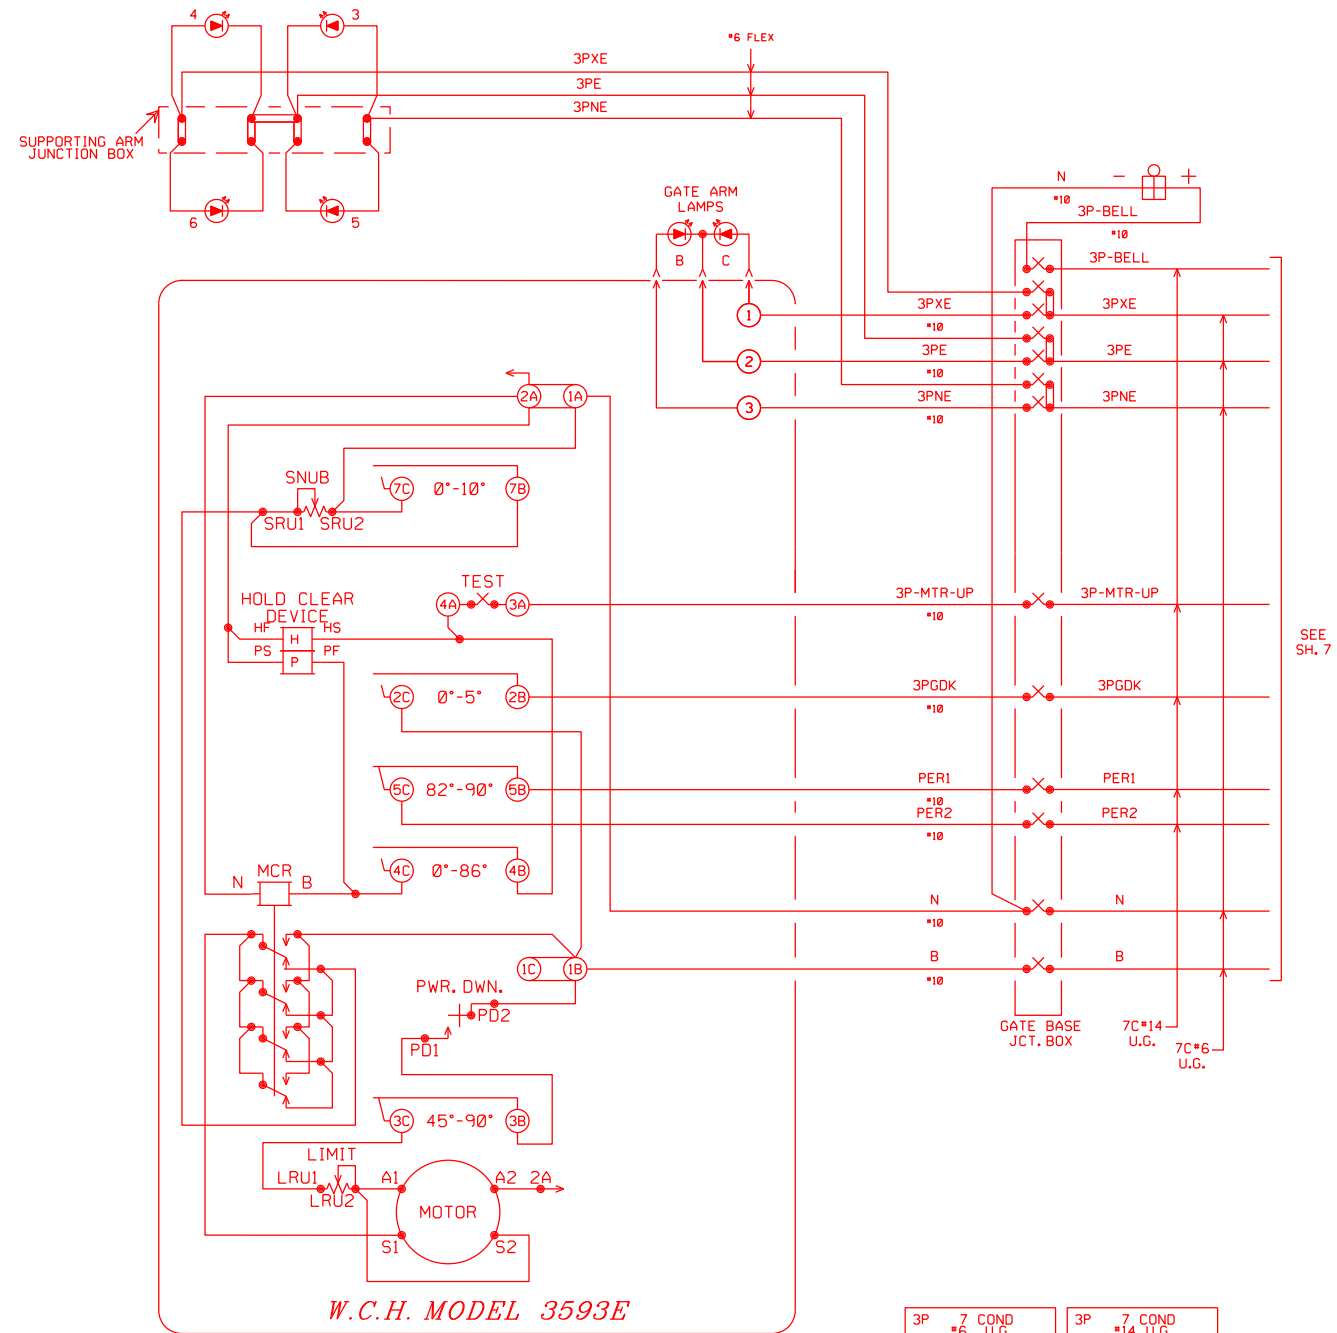 4
3
#6 FLEX
3PXE
3PE
3PNE
SUPPORTING ARM
JUNCTION BOX
6
5
GATE ARM
LAMPS
B
C
N
#10
-
+
3P-BELL
#10
3P-BELL
1
3PXE
#10
3PXE
2
3PE
#10
3PE
3
3PNE
#10
3PNE
2A
1A
SNUB
SRU1
SRU2
7C
0°-10°
7B
TEST
4A
3A
3P-MTR-UP
#10
3P-MTR-UP
HOLD CLEAR
DEVICE
HF
H
HS
PS
P
PF
SEE
SH. 7
2C
0°-5°
2B
3PGDK
#10
3PGDK
5C
82°-90°
5B
PER1
#10
PER1
PER2
#10
PER2
4C
0°-86°
4B
MCR
N
B
N
#10
N
1C
1B
B
#10
B
PWR. DWN.
PD2
PD1
GATE BASE
JCT. BOX
7C#14
U.G.
7C#6
U.G.
3C
45°-90°
3B
LIMIT
LRU1
LRU2
A1
A2
2A
MOTOR
S1
S2
W.C.H. MODEL 3593E
3P 7 COND
#6 U.G.
3P 7 COND
#14 U.G.